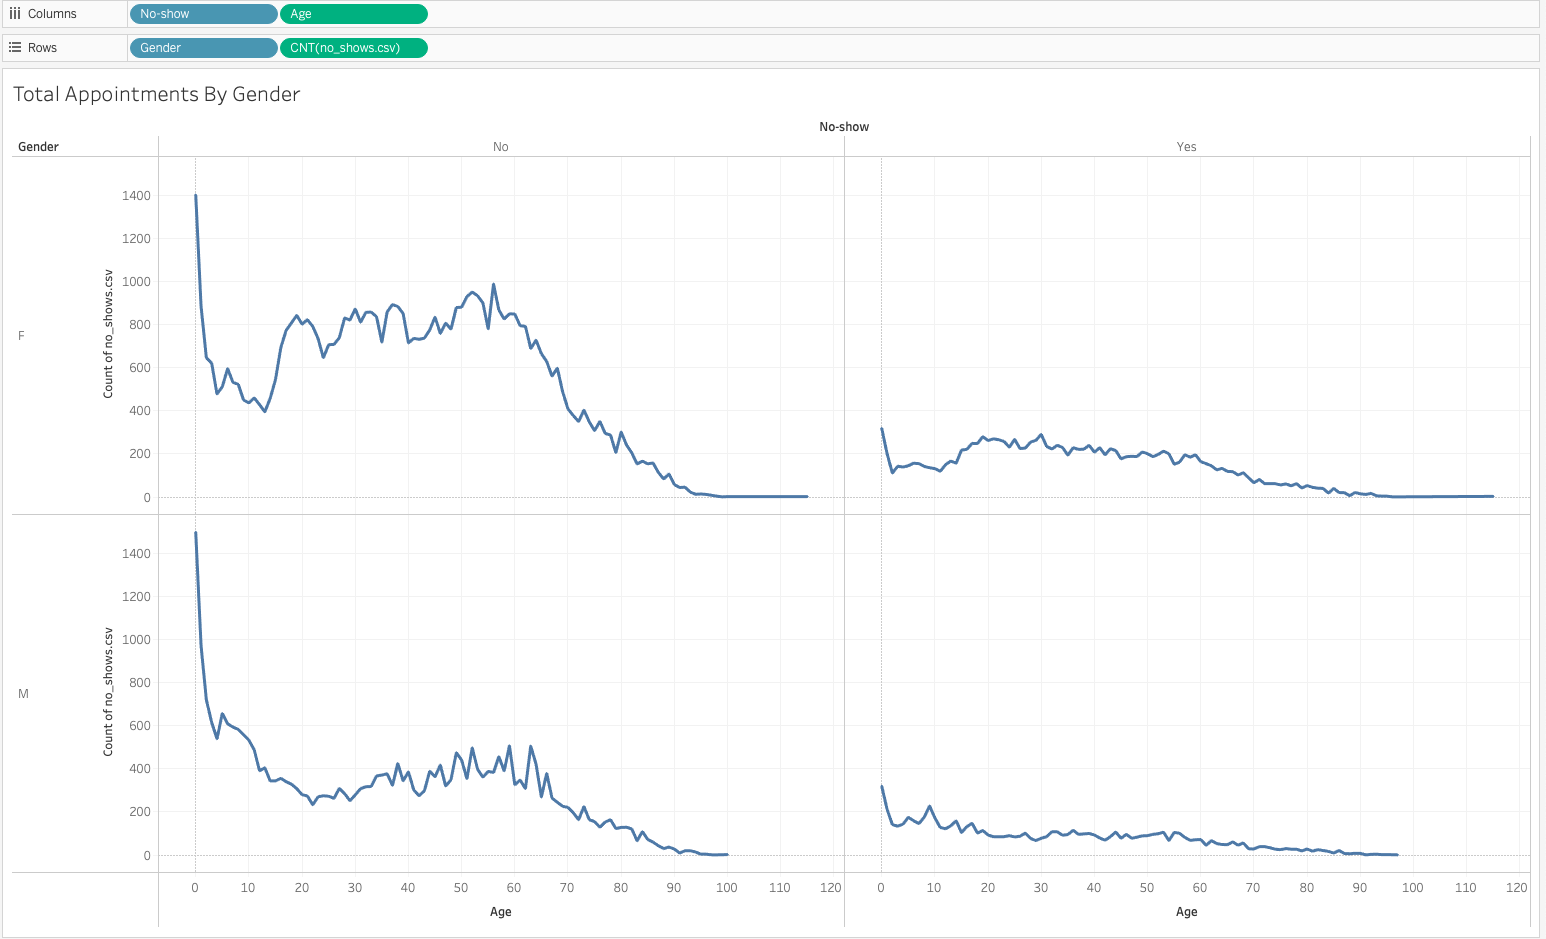 Columns No-show Age
Rows Gender CNT(no_shows.csv)
Total Appointments By Gender
No-show
Gender No Yes
1400
1200
1000
800
600
400
200
0
Count of no_shows.csv
F
1400
1200
1000
800
600
400
200
0
Count of no_shows.csv
M
0 10 20 30 40 50 60 70 80 90 100 110 120 0 10 20 30 40 50 60 70 80 90 100 110 120
Age Age